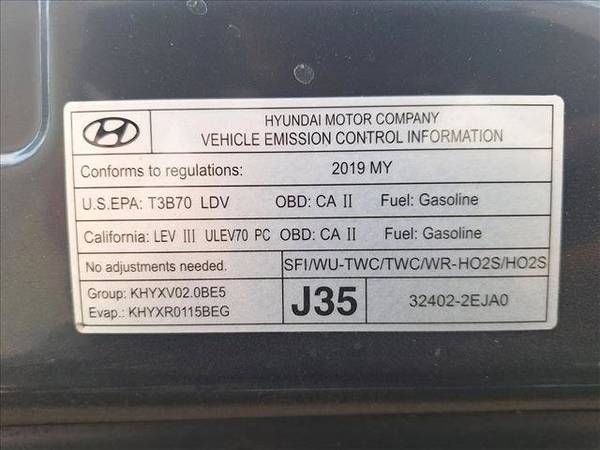 HYUNDAI MOTOR COMPANY
VEHICLE EMISSION CONTROL INFORMATION
Conforms to regulations: 2019 MY
U.S.EPA: T3B70 LDV OBD: CA II Fuel: Gasoline
California: LEV III ULEV70 PC OBD: CA II Fuel: Gasoline
No adjustments needed. SFI/WU-TWC/TWC/WR-HO2S/HO2S
Group: KHYXV02.0BE5
Evap.: KHYXR0115BEG
J35
32402-2EJA0